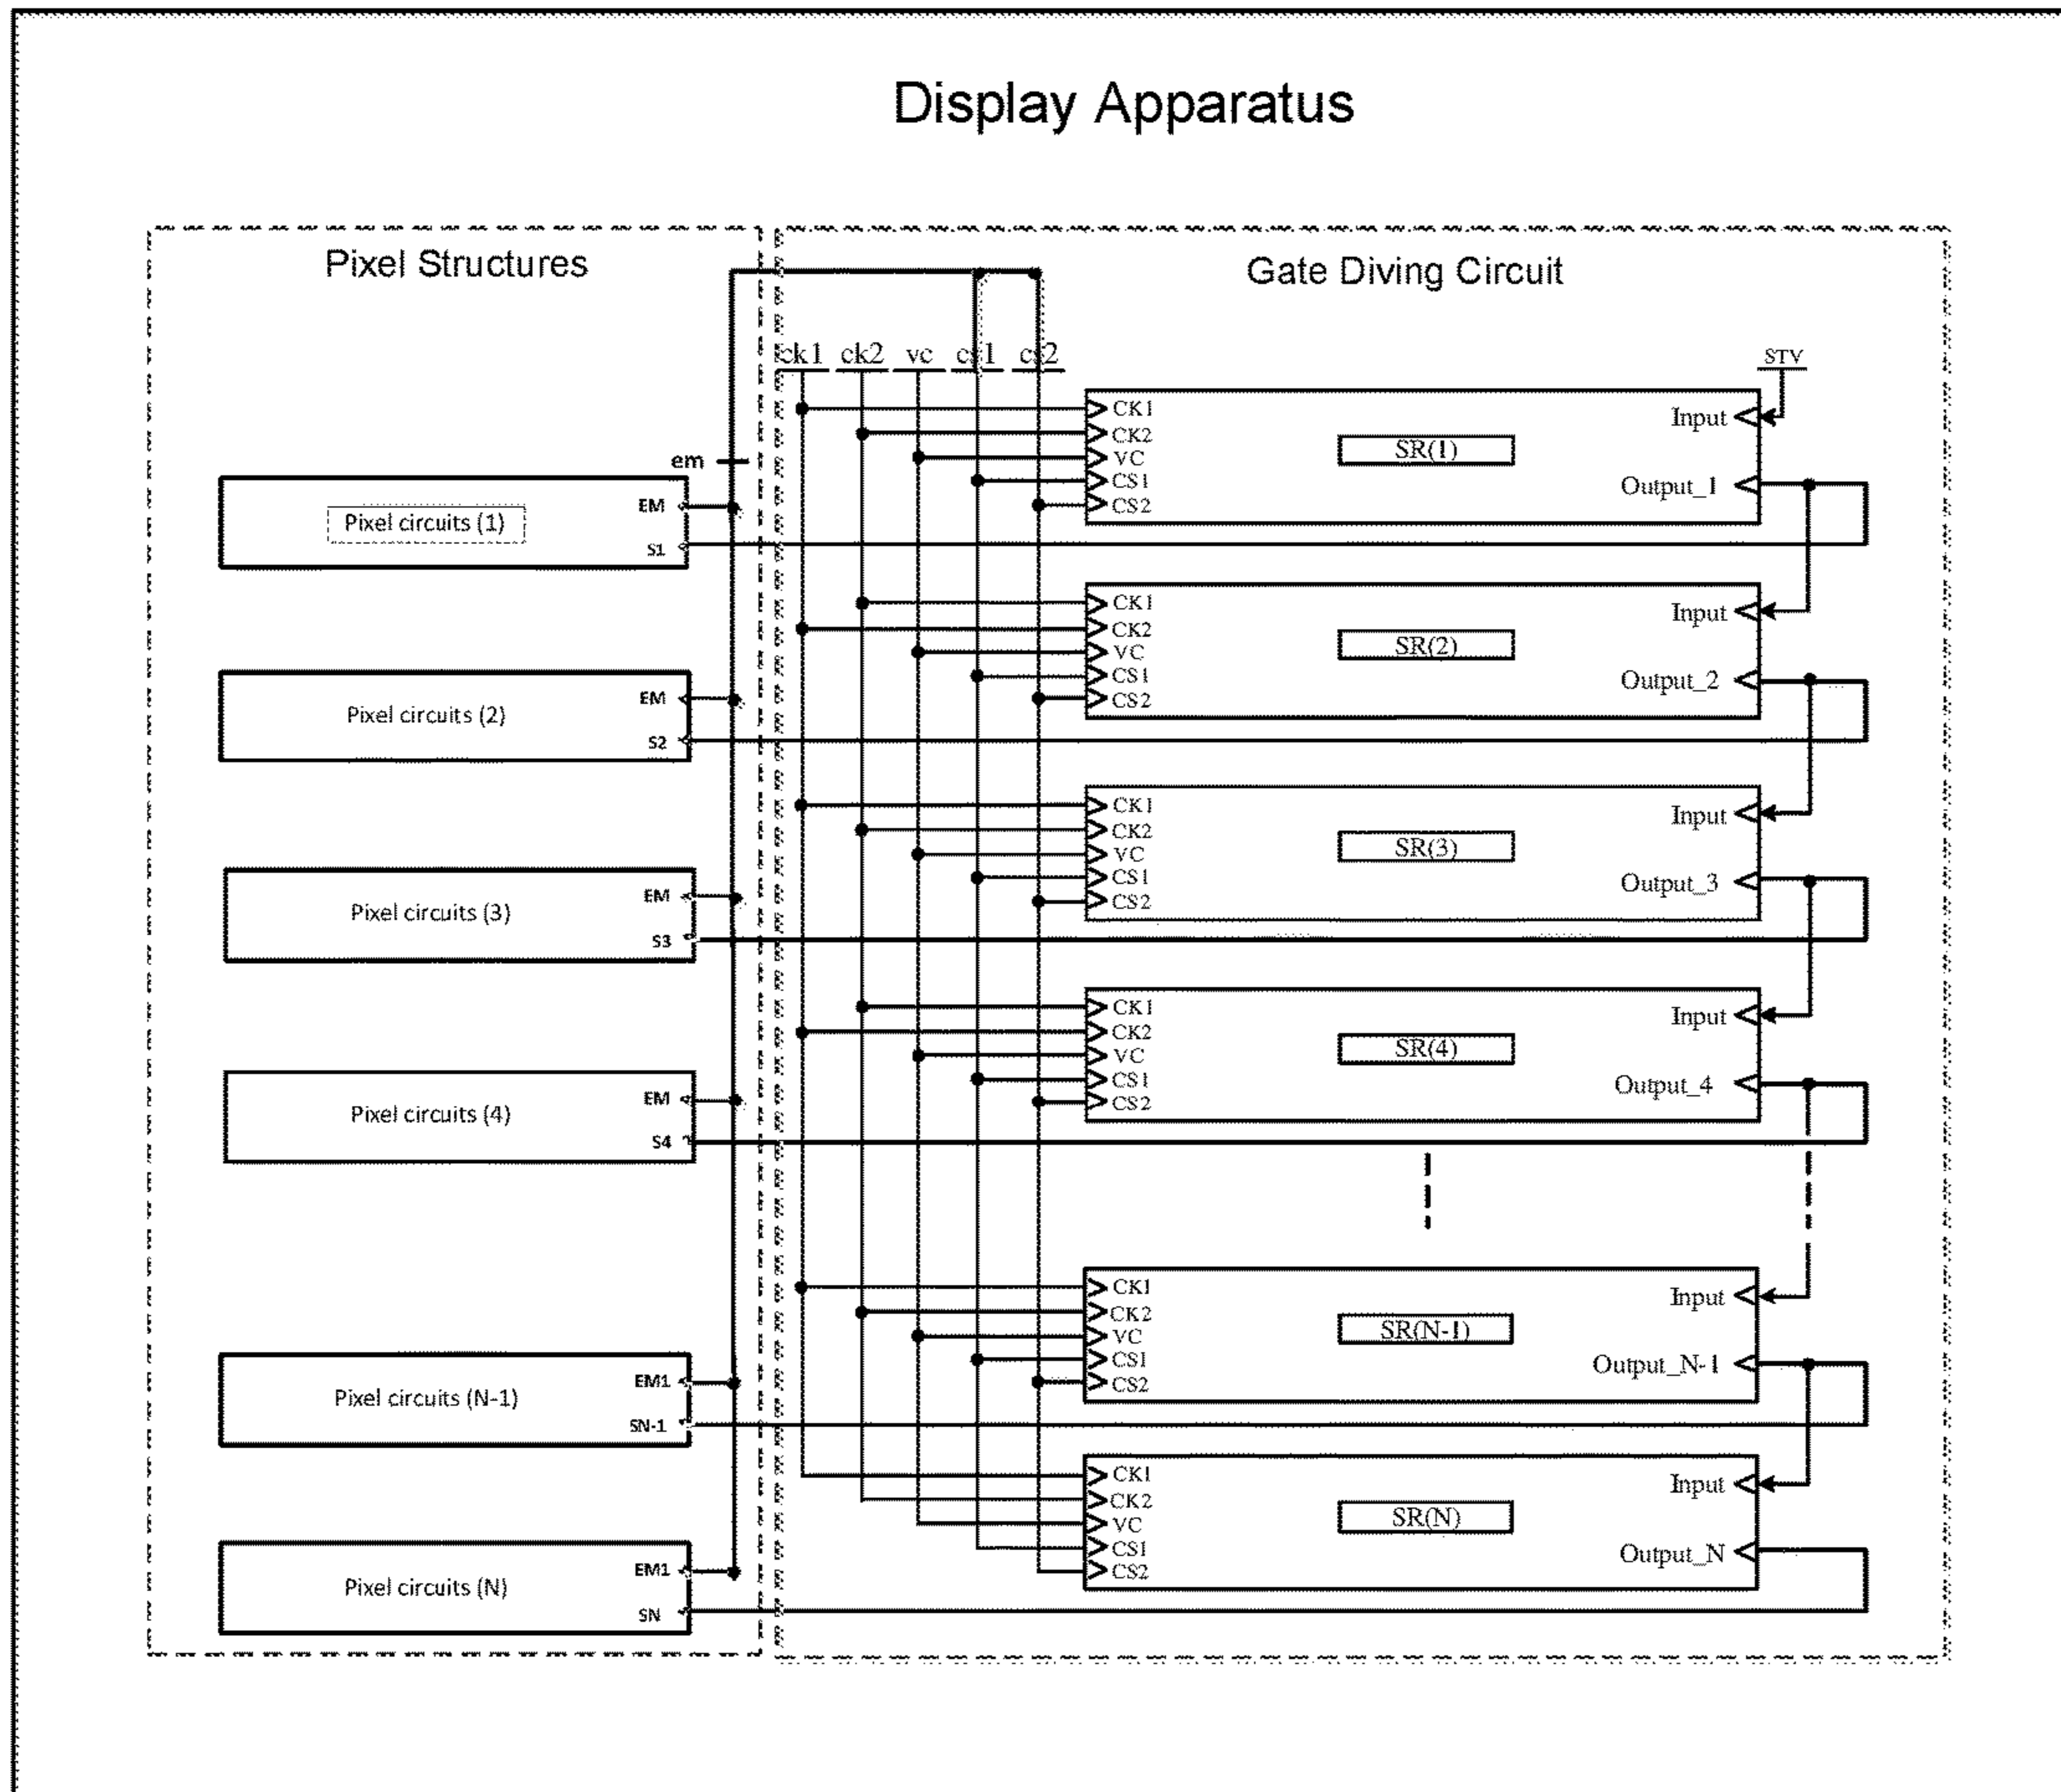 Display Apparatus
Pixel Structures
Gate Diving Circuit
ck1 ck2 vc cs1 cs2
STV
em
Pixel circuits (1)
EM
S1
CK1
CK2
VC
CS1
CS2
SR(1)
Input
Output_1
Pixel circuits (2)
EM
S2
CK1
CK2
VC
CS1
CS2
SR(2)
Input
Output_2
Pixel circuits (3)
EM
S3
CK1
CK2
VC
CS1
CS2
SR(3)
Input
Output_3
Pixel circuits (4)
EM
S4
CK1
CK2
VC
CS1
CS2
SR(4)
Input
Output_4
Pixel circuits (N-1)
EM1
SN-1
CK1
CK2
VC
CS1
CS2
SR(N-1)
Input
Output_N-1
Pixel circuits (N)
EM1
SN
CK1
CK2
VC
CS1
CS2
SR(N)
Input
Output_N